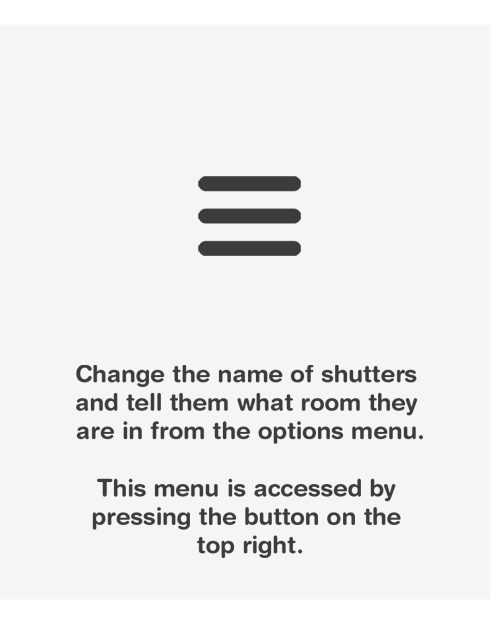 Change the name of shutters
and tell them what room they
are in from the options menu.
This menu is accessed by
pressing the button on the
top right.